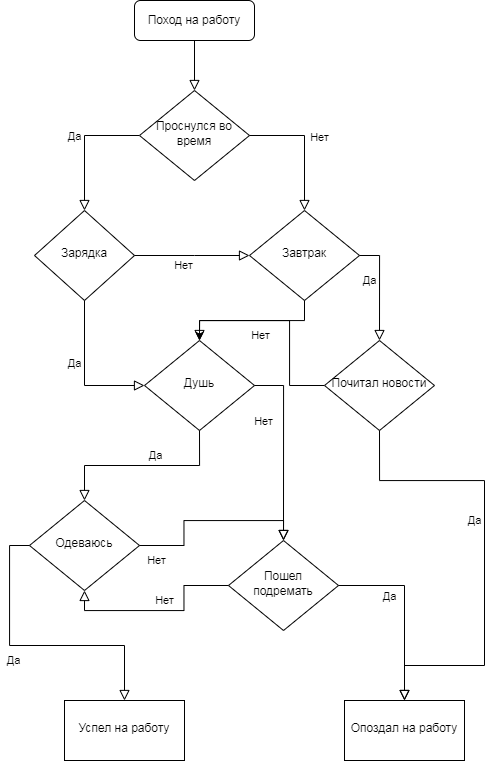 Поход на работу
Проснулся во
время
Да
Нет
Зарядка
Нет
Завтрак
Да
Нет
Да
Душь
Почитал новости
Нет
Да
Да
Одеваюсь
Нет
Пошел
подремать
Да
Нет
Да
Успел на работу
Опоздал на работу